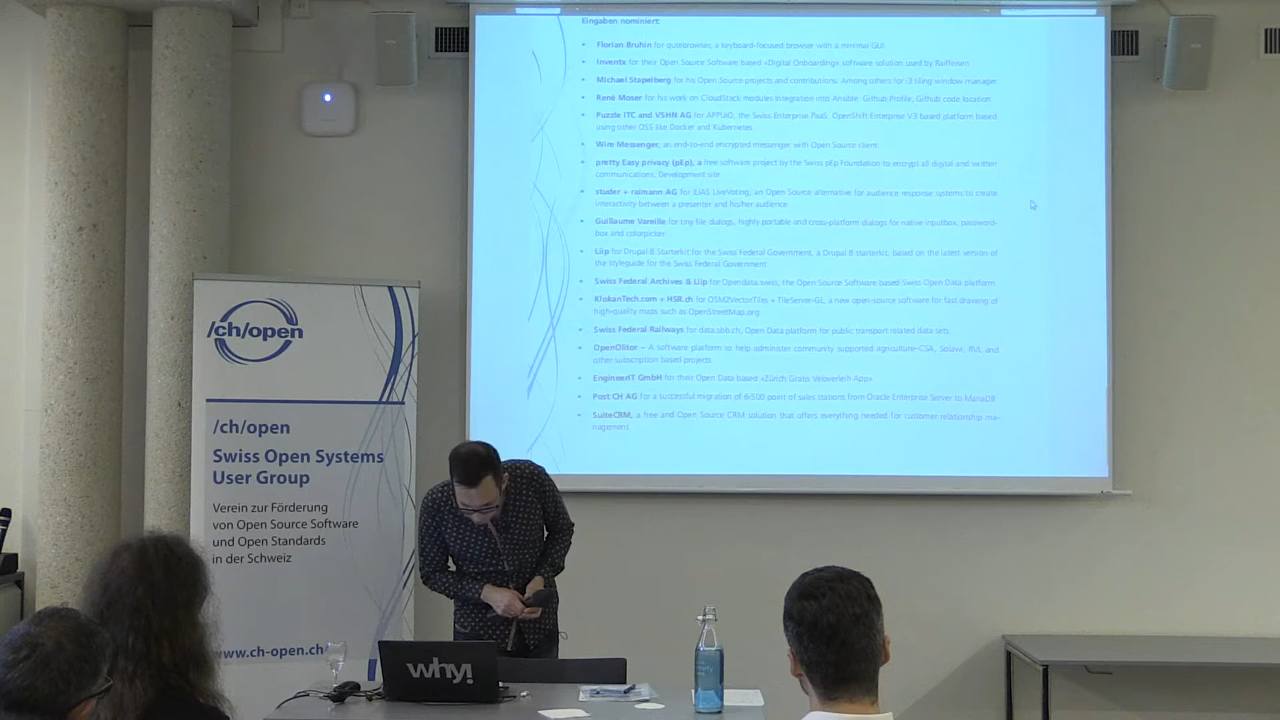 Eingaben nominiert:
• Florian Bruhin for qutebrowser, a keyboard-focused browser with a minimal GUI
• Inventx for their Open Source Software based «Digital Onboarding» software solution used by Raiffeisen
• Michael Stapelberg for his Open Source projects and contributions. Among others for i3 tiling window manager
• René Moser for his work on CloudStack modules integration into Ansible. Github Profile, Github code location
• Puzzle ITC and VSHN AG for APPUiO, the Swiss Enterprise PaaS. OpenShift Enterprise V3 based platform based
using other OSS like Docker and Kubernetes
• Wire Messenger, an end-to-end encrypted messenger with Open Source client.
• pretty Easy privacy (pEp), a free software project by the Swiss pEp Foundation to encrypt all digital and written
communications. Development site
• studer + raimann AG for ILIAS LiveVoting, an Open Source alternative for audience response systems to create
interactivity between a presenter and his/her audience
• Guillaume Vareille for tiny file dialogs, highly portable and cross-platform dialogs for native inputbox, password-
box and colorpicker
• Liip for Drupal 8 Starterkit for the Swiss Federal Government, a Drupal 8 starterkit, based on the latest version of
the styleguide for the Swiss Federal Government
• Swiss Federal Archives & Liip for Opendata.swiss, the Open Source Software based Swiss Open Data platform
• KlokanTech.com + HSR.ch for OSM2VectorTiles + TileServer-GL, a new open-source software for fast drawing of
high-quality maps such as OpenStreetMap.org
• Swiss Federal Railways for data.sbb.ch, Open Data platform for public transport related data sets
• OpenOlitor – A software platform to help administer community supported agriculture–CSA, Solawi, RVL and
other subscription based projects
• EngineerIT GmbH for their Open Data based «Zürich Gratis Veloverleih App»
• Post CH AG for a successful migration of 6›500 point of sales stations from Oracle Enterprise Server to MariaDB
• SuiteCRM, a free and Open Source CRM solution that offers everything needed for customer relationship ma-
nagement
/ch/open
/ch/open
Swiss Open Systems
User Group
Verein zur Förderung
von Open Source Software
und Open Standards
in der Schweiz
www.ch-open.ch
why!